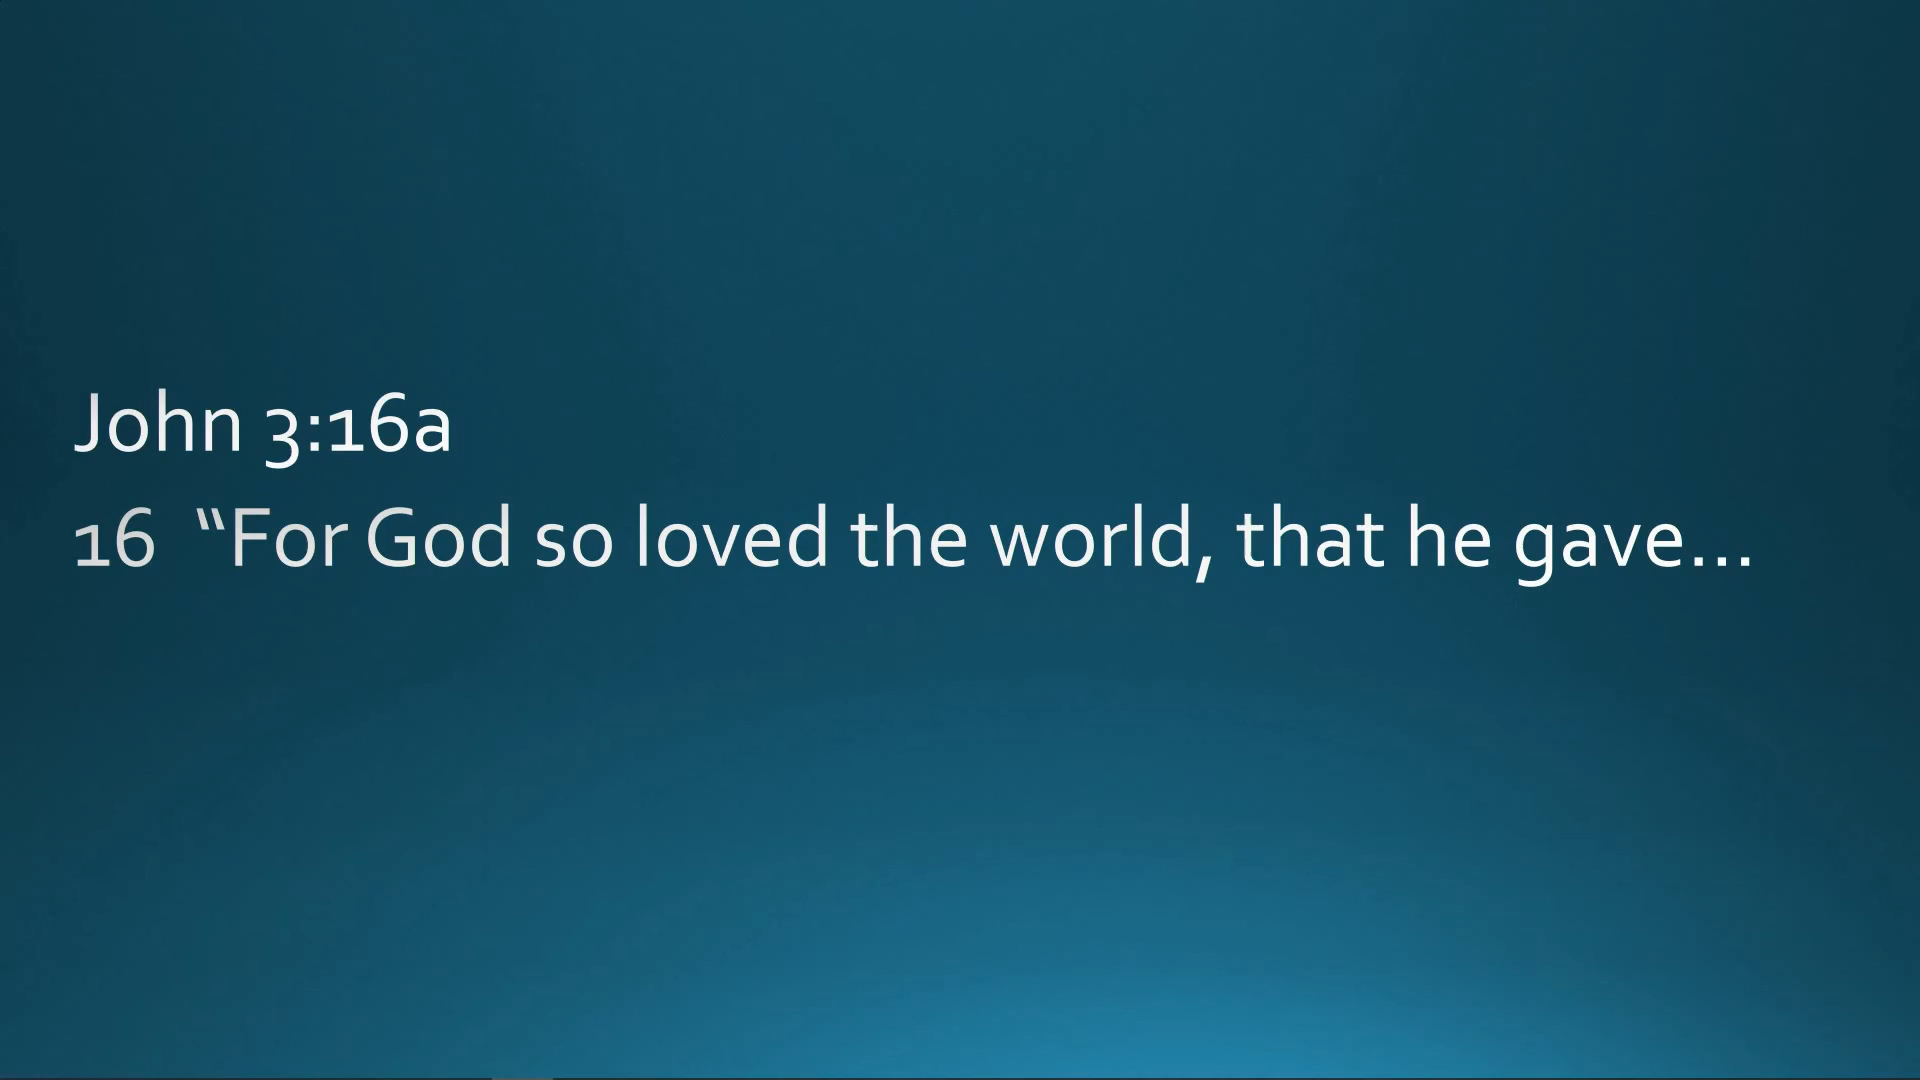 John 3:16a
16 “For God so loved the world, that he gave…